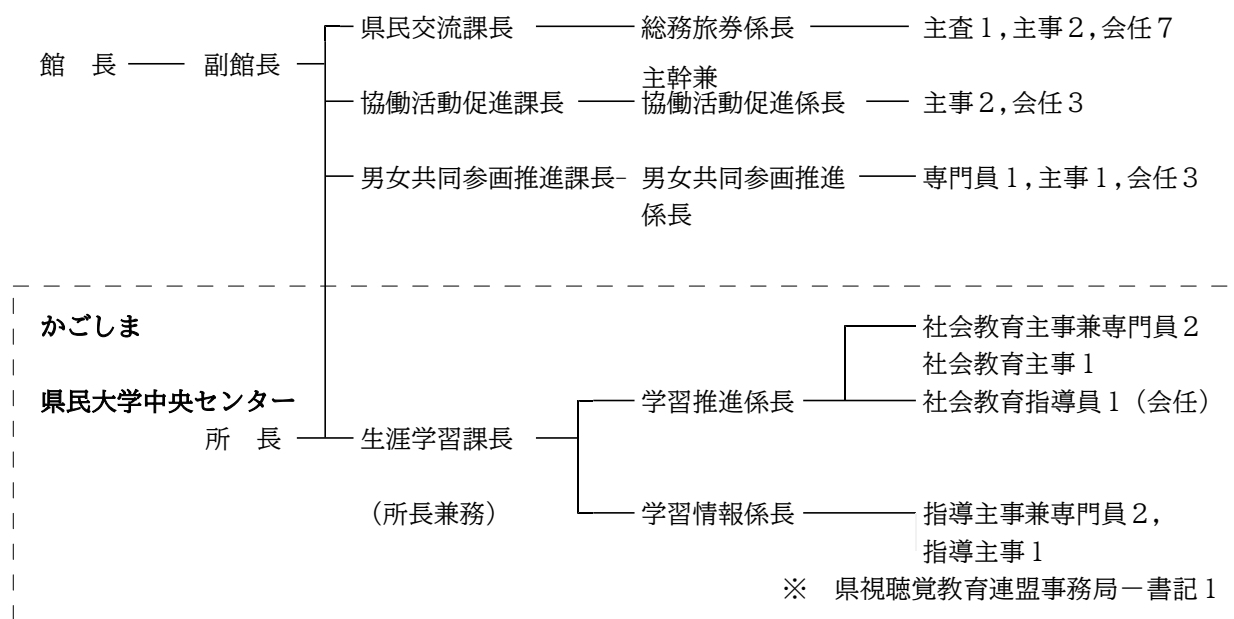 県民交流課長 総務旅券係長 主査１，主事２，会任７
館　長 副館長
主幹兼
協働活動促進課長 協働活動促進係長 主事２，会任３
男女共同参画推進課長 男女共同参画推進 専門員１，主事１，会任３
係長
かごしま 社会教育主事兼専門員２
社会教育主事１
県民大学中央センター 学習推進係長 社会教育指導員１（会任）
所　長 生涯学習課長
（所長兼務） 学習情報係長 指導主事兼専門員２，
指導主事１
※　県視聴覚教育連盟事務局－書記１